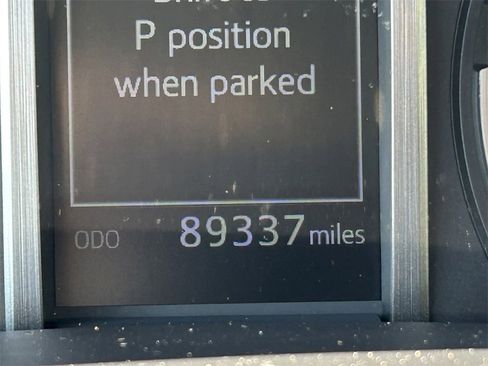 P position
when parked
ODO 89337 miles